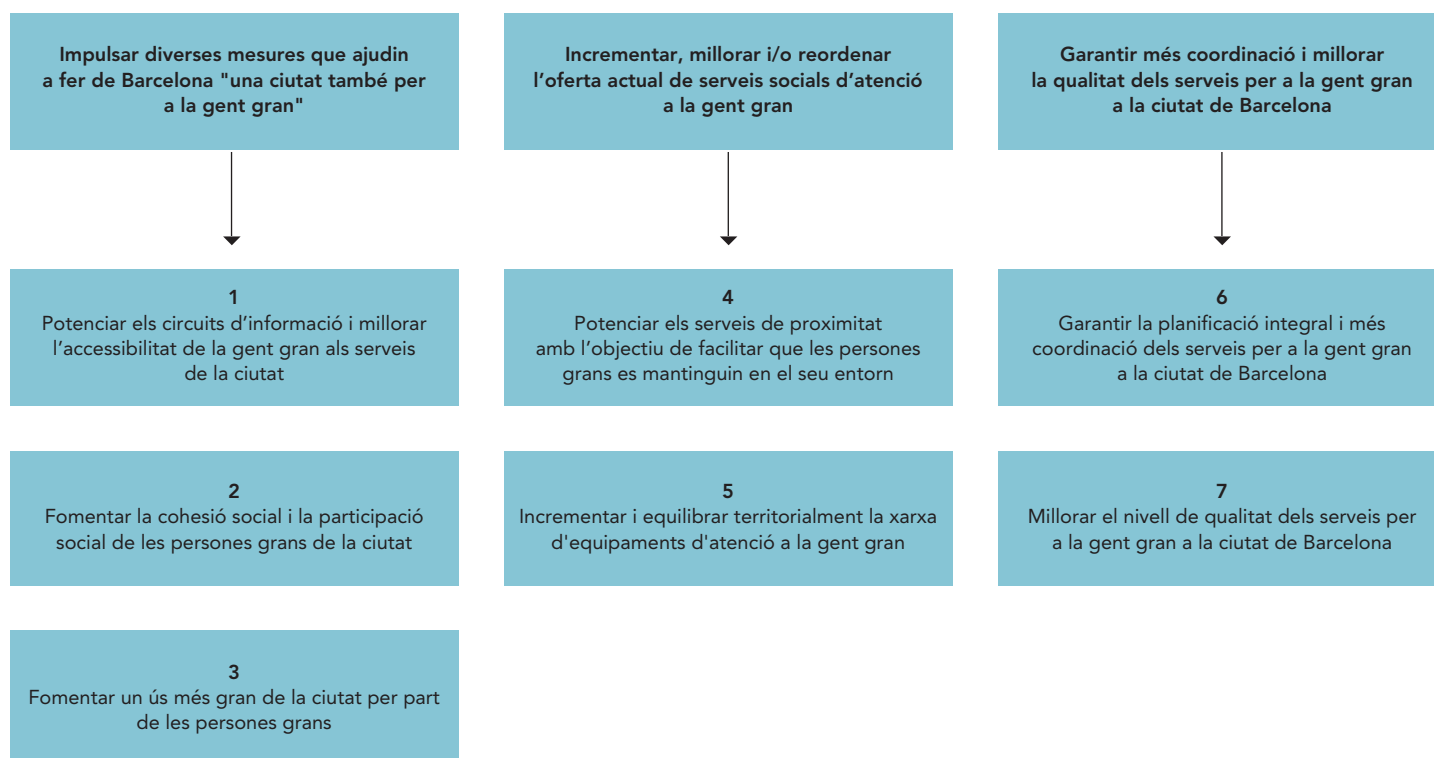 Impulsar diverses mesures que ajudin
a fer de Barcelona "una ciutat també per
a la gent gran"
Incrementar, millorar i/o reordenar
l’oferta actual de serveis socials d’atenció
a la gent gran
Garantir més coordinació i millorar
la qualitat dels serveis per a la gent gran
a la ciutat de Barcelona
1
Potenciar els circuits d’informació i millorar
l’accessibilitat de la gent gran als serveis
de la ciutat
4
Potenciar els serveis de proximitat
amb l’objectiu de facilitar que les persones
grans es mantinguin en el seu entorn
6
Garantir la planificació integral i més
coordinació dels serveis per a la gent gran
a la ciutat de Barcelona
2
Fomentar la cohesió social i la participació
social de les persones grans de la ciutat
5
Incrementar i equilibrar territorialment la xarxa
d'equipaments d'atenció a la gent gran
7
Millorar el nivell de qualitat dels serveis per
a la gent gran a la ciutat de Barcelona
3
Fomentar un ús més gran de la ciutat per part
de les persones grans